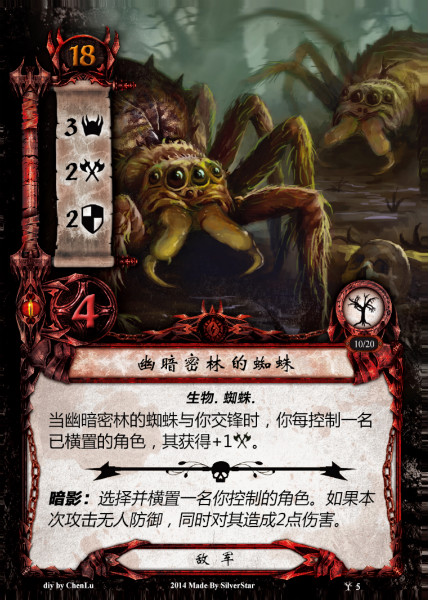 18
3
2
2
4
10/20
幽暗密林的蜘蛛
生物. 蜘蛛.
当幽暗密林的蜘蛛与你交锋时，你每控制一名
已横置的角色，其获得+1。
暗影：选择并横置一名你控制的角色。如果本
次攻击无人防御，同时对其造成2点伤害。
敌军
diy by ChenLu 2014 Made By SilverStar 5